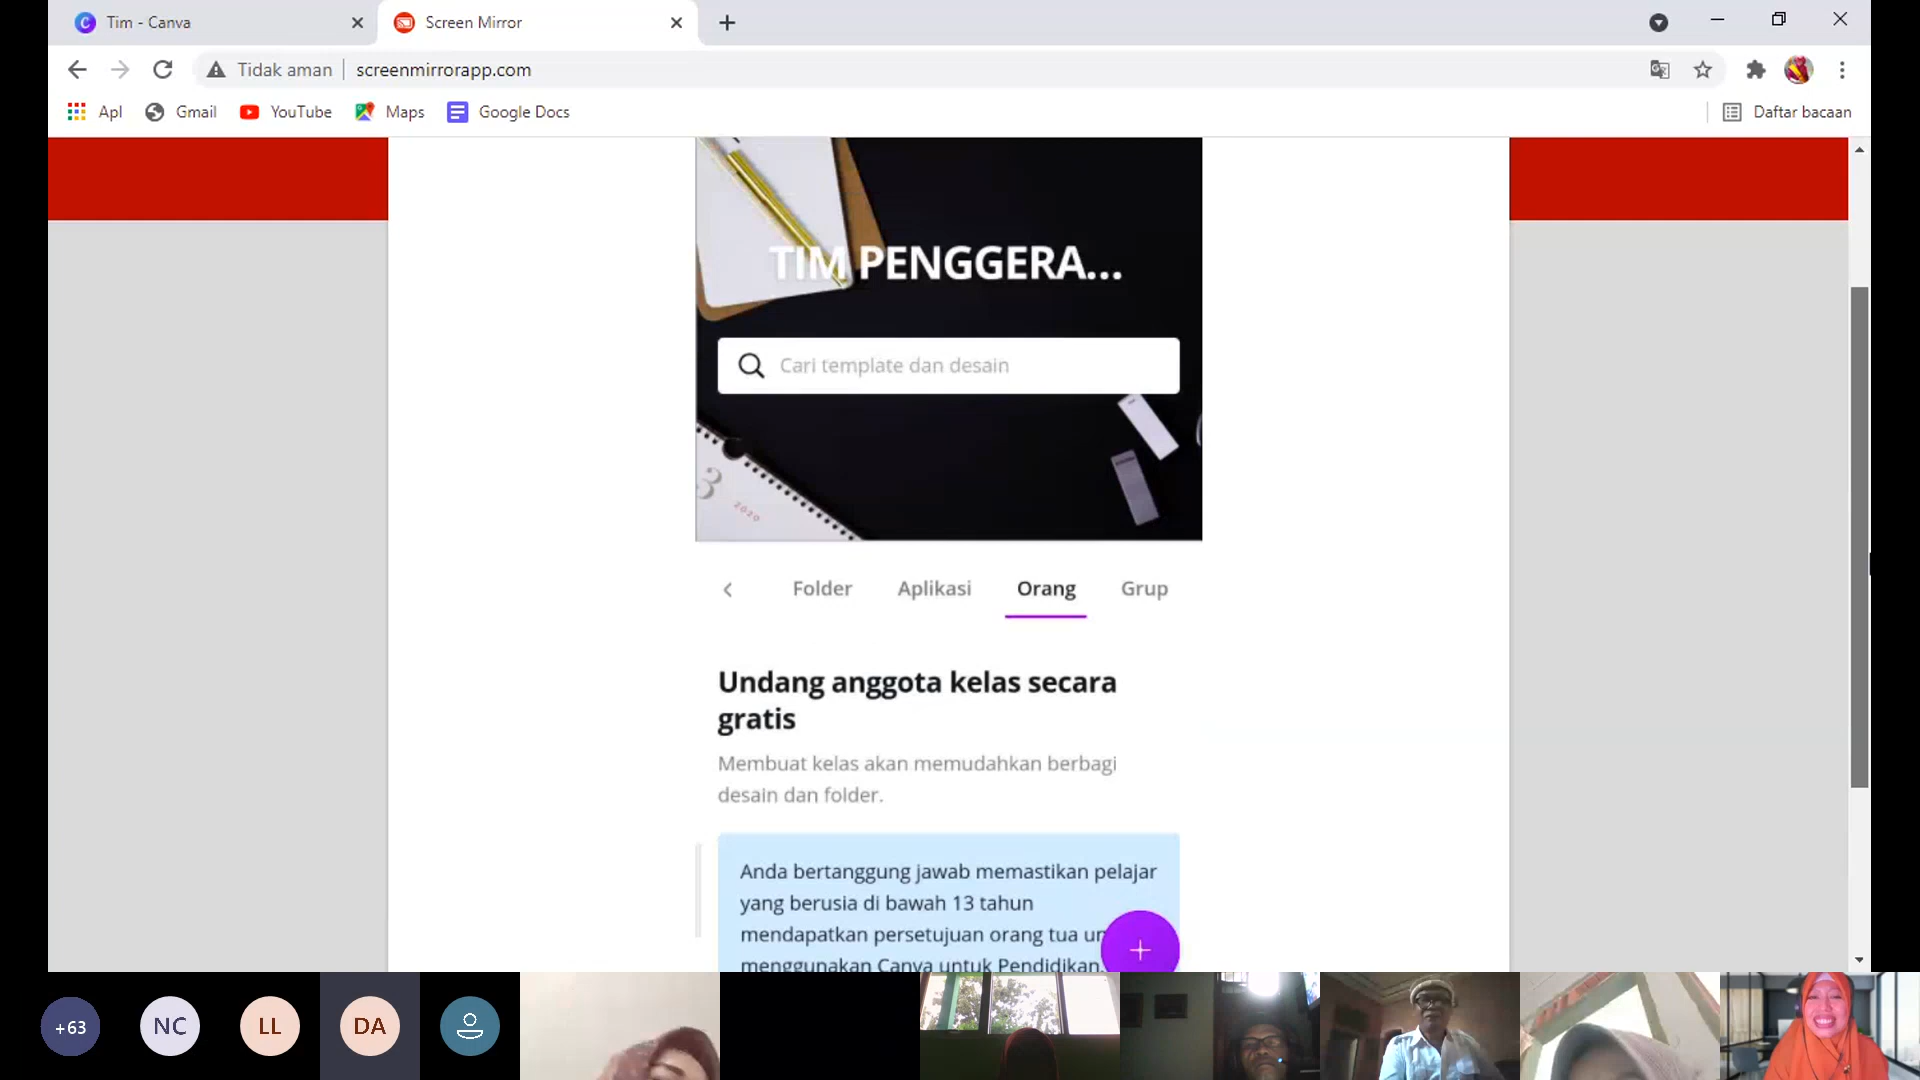 Tim - Canva
Screen Mirror
Tidak aman
screenmirrorapp.com
Apl
Gmail
YouTube
Maps
Google Docs
Daftar bacaan
TIM PENGGERA...
Cari template dan desain
3
2020
Folder
Aplikasi
Orang
Grup
Undang anggota kelas secara
gratis
Membuat kelas akan memudahkan berbagi
desain dan folder.
Anda bertanggung jawab memastikan pelajar
yang berusia di bawah 13 tahun
mendapatkan persetujuan orang tua un
menggunakan Canva untuk Pendidikan.
+63
NC
LL
DA